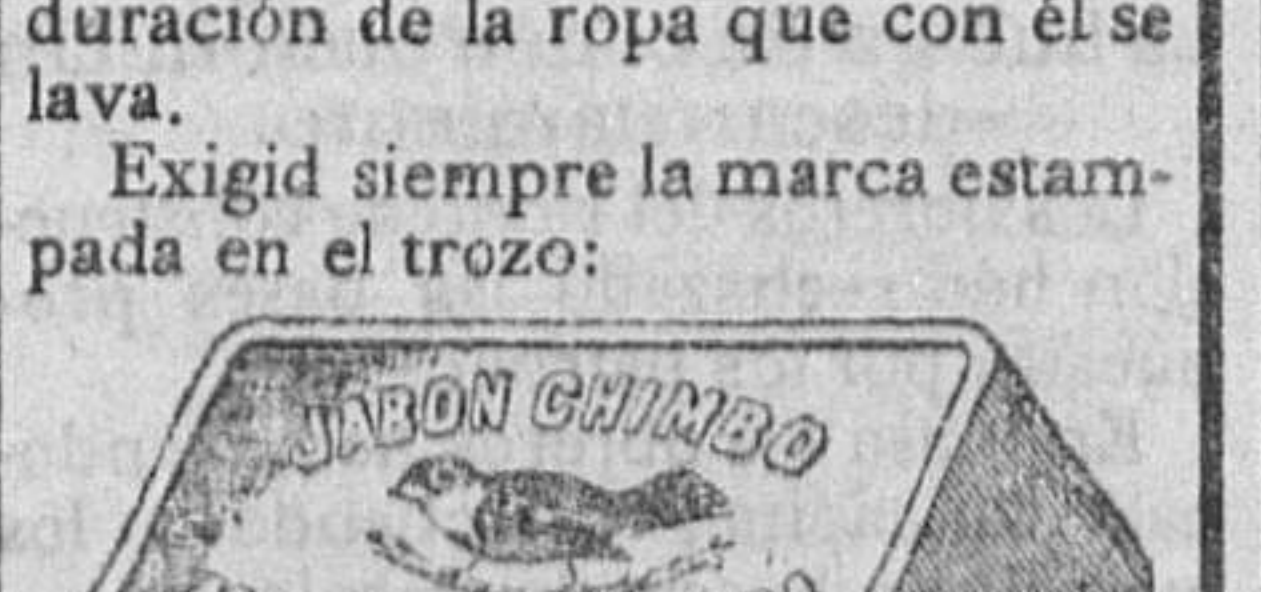 duración de la ropa que con él se
lava.
Exigid siempre la marca estam-
pada en el trozo:
JABON CHIMBO